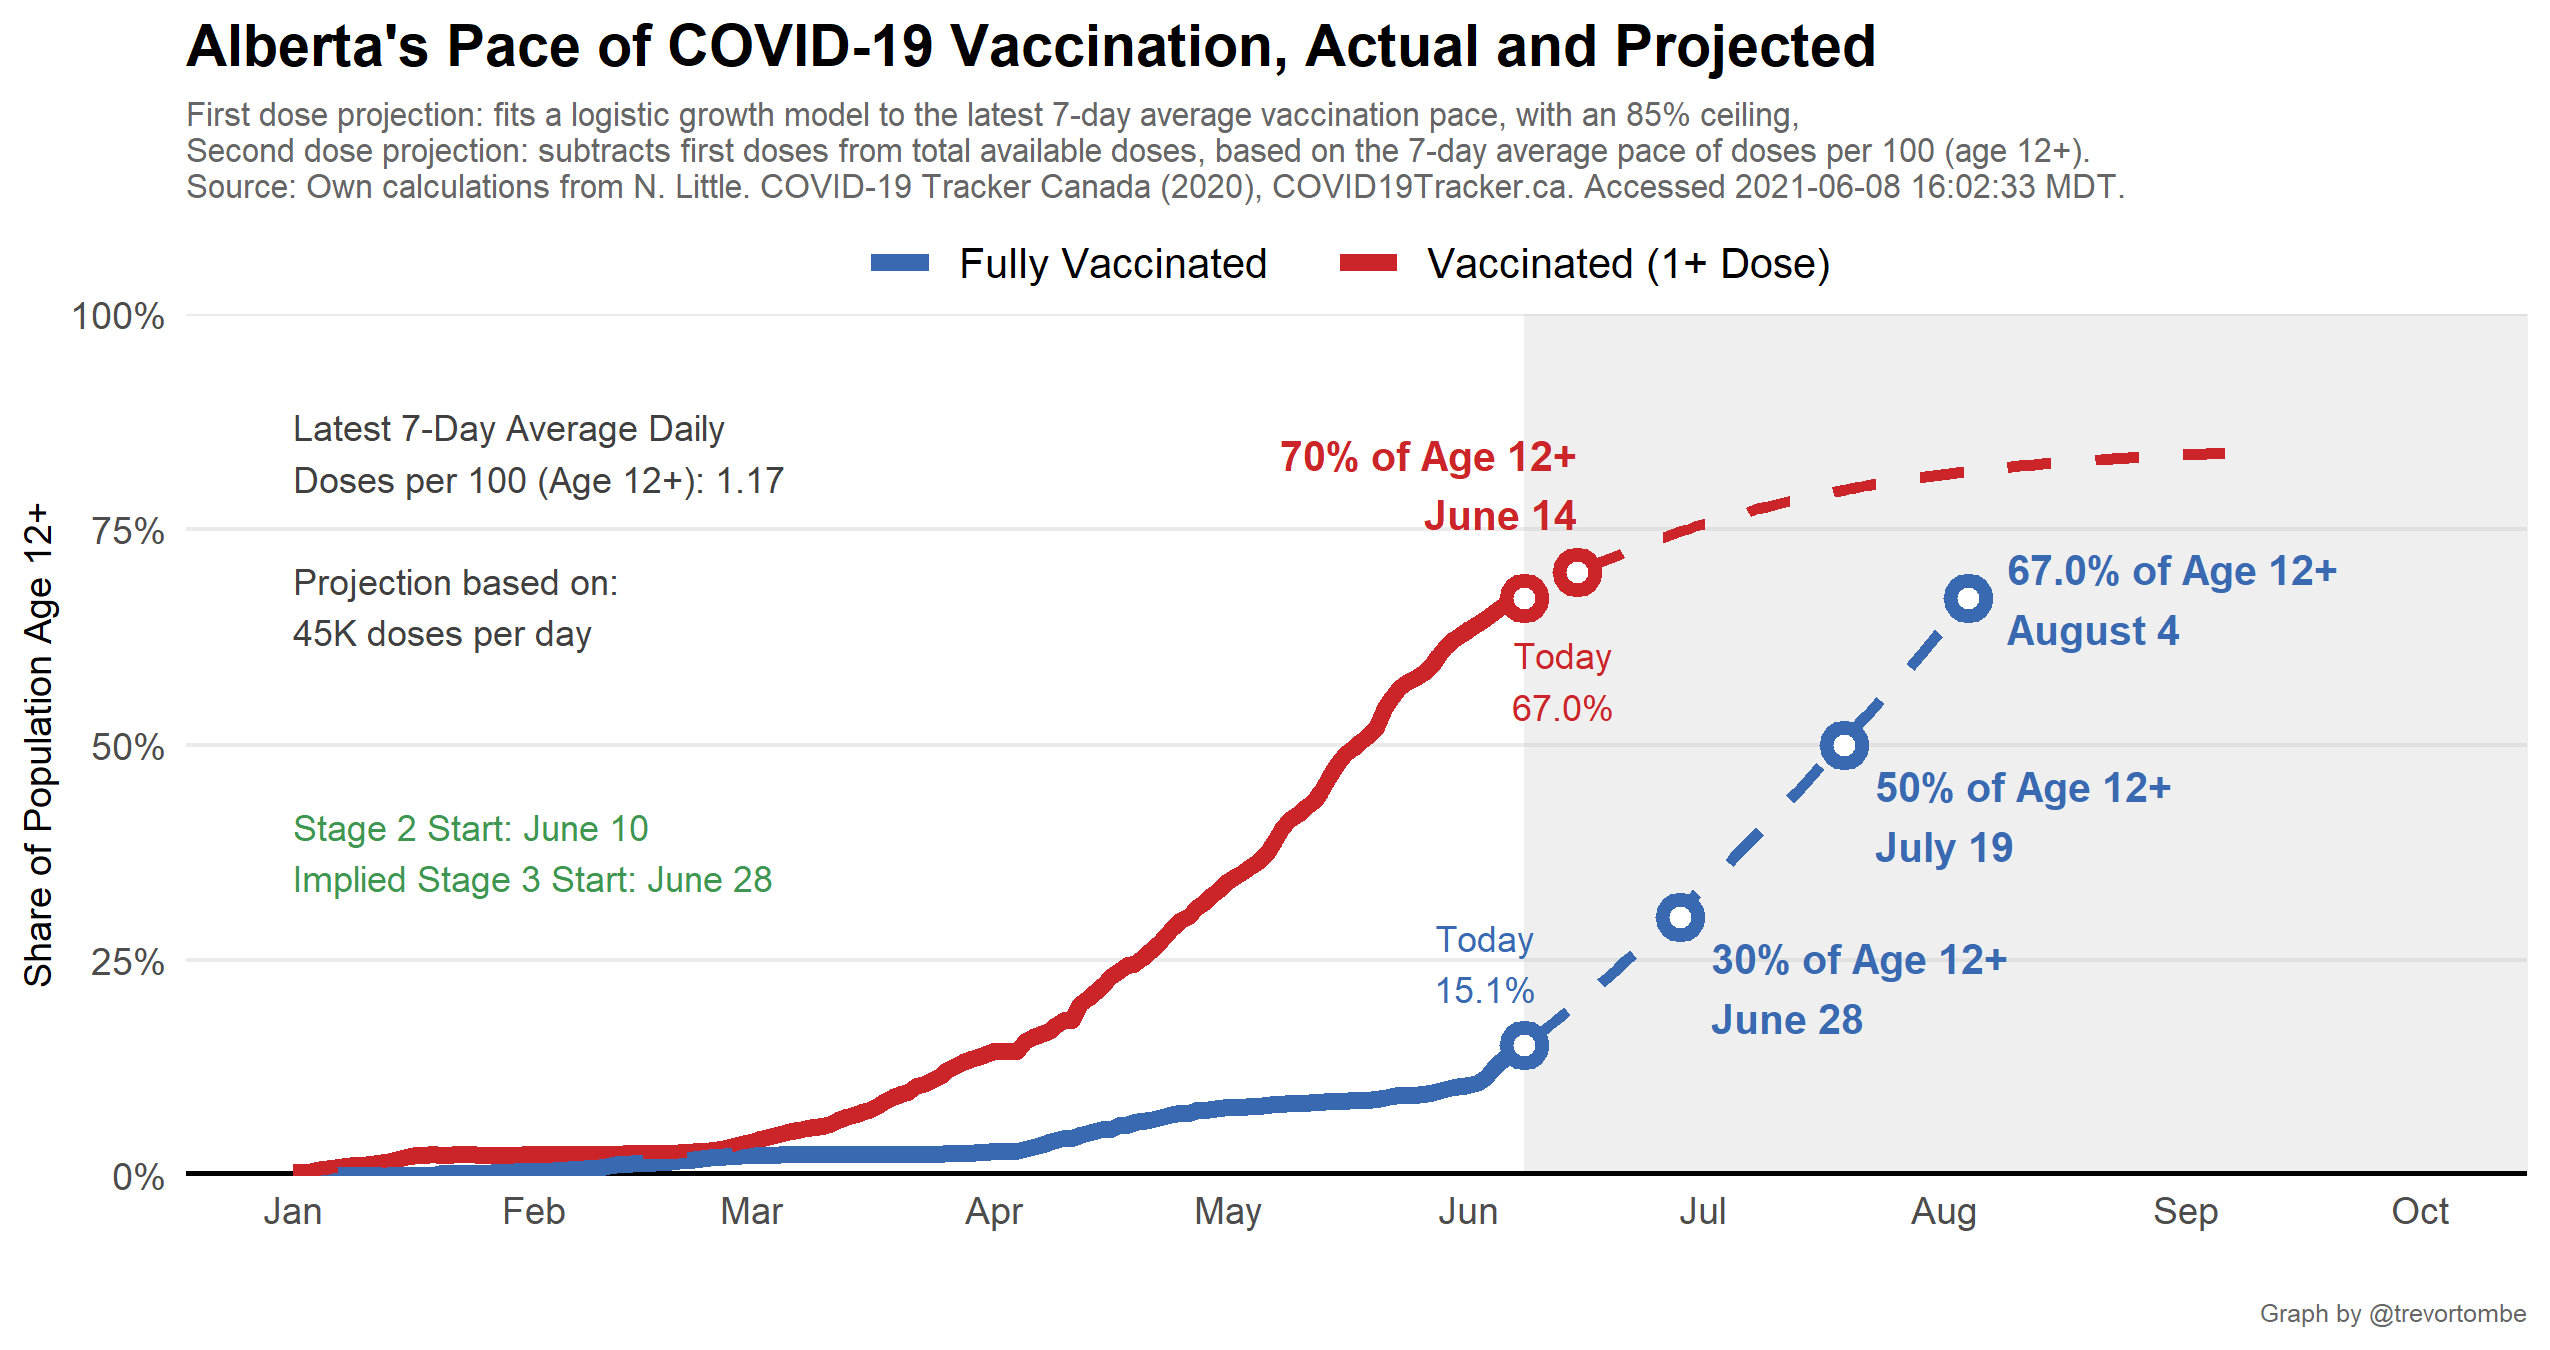 Alberta's Pace of COVID-19 Vaccination, Actual and Projected
First dose projection: fits a logistic growth model to the latest 7-day average vaccination pace, with an 85% ceiling,
Second dose projection: subtracts first doses from total available doses, based on the 7-day average pace of doses per 100 (age 12+).
Source: Own calculations from N. Little. COVID-19 Tracker Canada (2020), COVID19Tracker.ca. Accessed 2021-06-08 16:02:33 MDT.
Fully Vaccinated
Vaccinated (1+ Dose)
Share of Population Age 12+
100%
75%
50%
25%
0%
Latest 7-Day Average Daily
Doses per 100 (Age 12+): 1.17
Projection based on:
45K doses per day
Stage 2 Start: June 10
Implied Stage 3 Start: June 28
70% of Age 12+
June 14
Today
67.0%
67.0% of Age 12+
August 4
50% of Age 12+
July 19
Today
15.1%
30% of Age 12+
June 28
Jan
Feb
Mar
Apr
May
Jun
Jul
Aug
Sep
Oct
Graph by @trevortombe